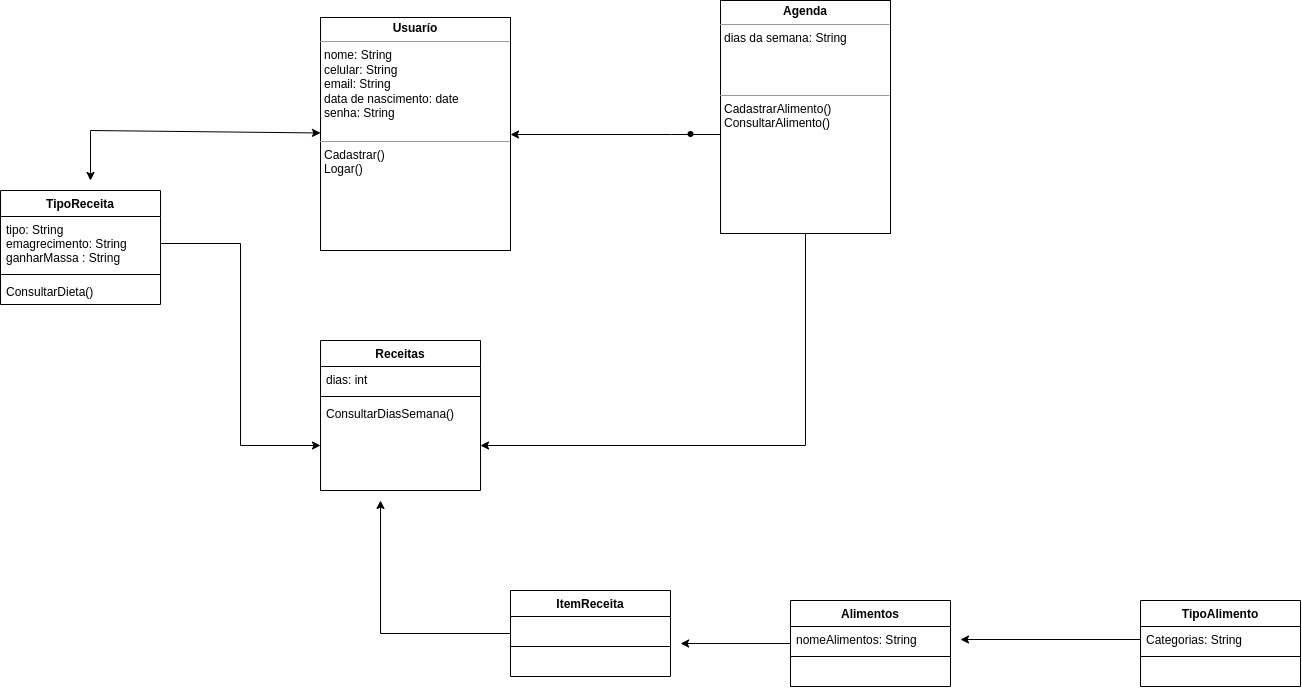 Usuarío
nome: String
celular: String
email: String
data de nascimento: date
senha: String
Cadastrar()
Logar()
Agenda
dias da semana: String
CadastrarAlimento()
ConsultarAlimento()
TipoReceita
tipo: String
emagrecimento: String
ganharMassa : String
ConsultarDieta()
Receitas
dias: int
ConsultarDiasSemana()
ItemReceita
Alimentos
nomeAlimentos: String
TipoAlimento
Categorias: String